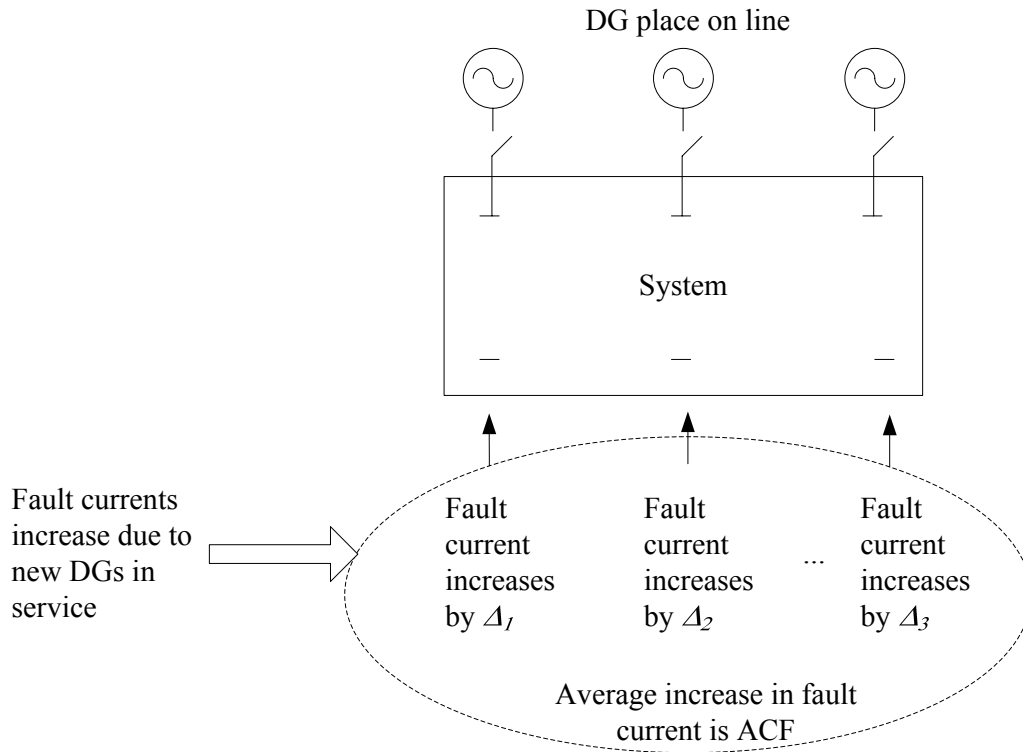 DG place on line
System
Fault currents
increase due to
new DGs in
service
Fault
current
increases
by Δ1
Fault
current
increases
by Δ2
...
Fault
current
increases
by Δ3
Average increase in fault
current is ACF